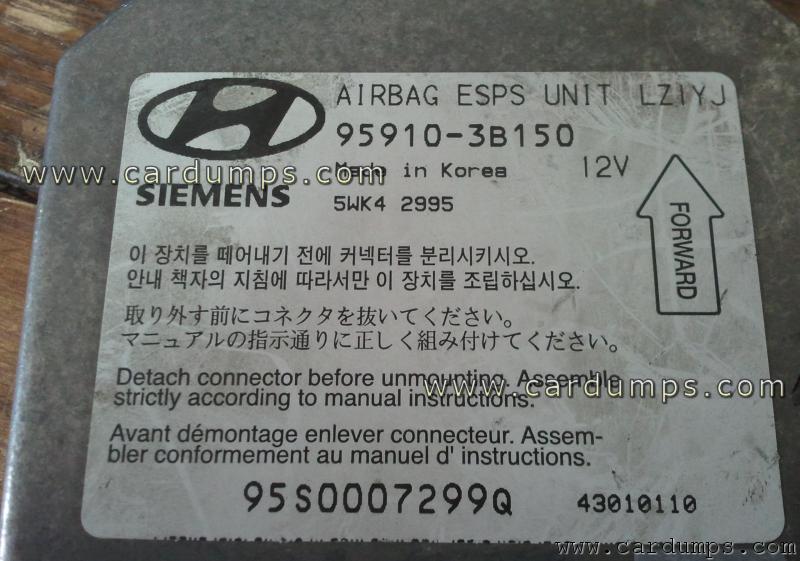 AIRBAG ESPS UNIT LZIYJ
95910-3B150
www.cardumps.com
Made in Korea 12V
SIEMENS
5WK4 2995
FORWARD
이 장치를 떼어내기 전에 커넥터를 분리시키시오.
안내 책자의 지침에 따라서만 이 장치를 조립하십시오.
取り外す前にコネクタを抜いてください。
マニュアルの指示通りに正しく組み付けてください。
Detach connector before unmounting. Assemble
www.cardumps.com
strictly according to manual instructions.
Avant démontage enlever connecteur. Assem-
bler conformement au manuel d' instructions.
95S0007299Q 43010110
www.cardumps.com